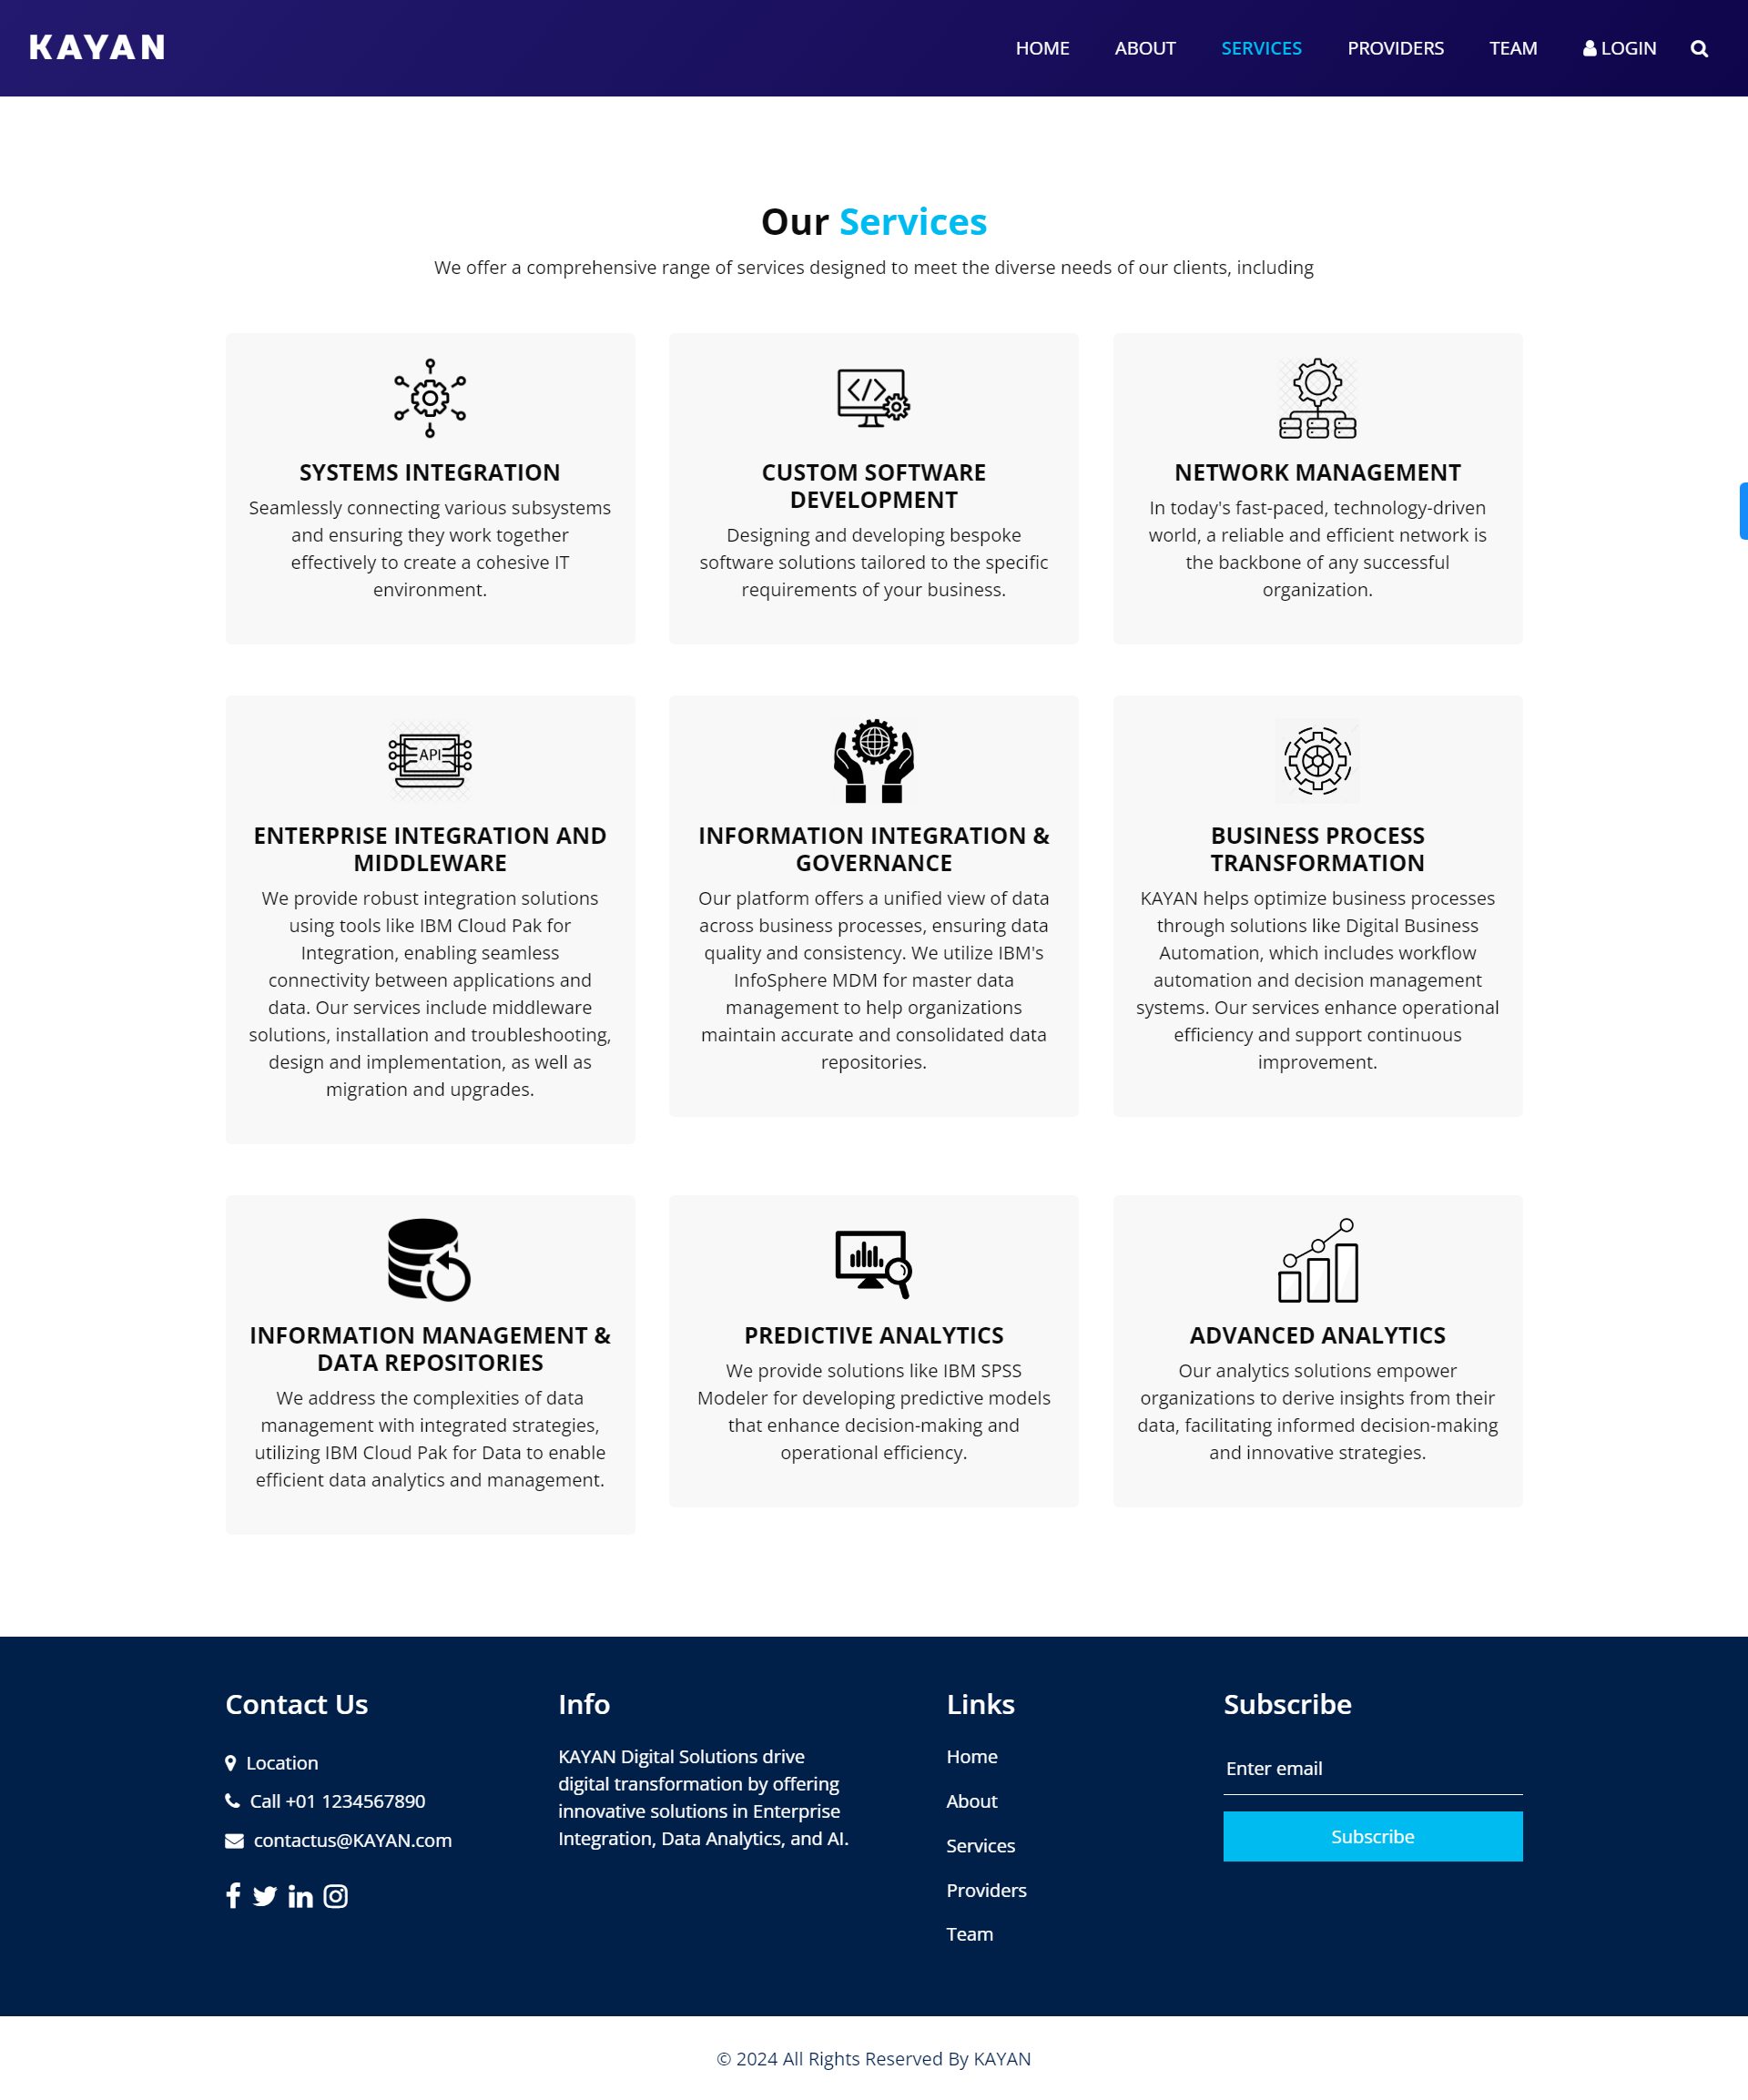 KAYAN
HOME ABOUT SERVICES PROVIDERS TEAM LOGIN
Our Services
We offer a comprehensive range of services designed to meet the diverse needs of our clients, including
SYSTEMS INTEGRATION
Seamlessly connecting various subsystems
and ensuring they work together
effectively to create a cohesive IT
environment.
CUSTOM SOFTWARE
DEVELOPMENT
Designing and developing bespoke
software solutions tailored to the specific
requirements of your business.
NETWORK MANAGEMENT
In today's fast-paced, technology-driven
world, a reliable and efficient network is
the backbone of any successful
organization.
API
ENTERPRISE INTEGRATION AND
MIDDLEWARE
We provide robust integration solutions
using tools like IBM Cloud Pak for
Integration, enabling seamless
connectivity between applications and
data. Our services include middleware
solutions, installation and troubleshooting,
design and implementation, as well as
migration and upgrades.
INFORMATION INTEGRATION &
GOVERNANCE
Our platform offers a unified view of data
across business processes, ensuring data
quality and consistency. We utilize IBM's
InfoSphere MDM for master data
management to help organizations
maintain accurate and consolidated data
repositories.
BUSINESS PROCESS
TRANSFORMATION
KAYAN helps optimize business processes
through solutions like Digital Business
Automation, which includes workflow
automation and decision management
systems. Our services enhance operational
efficiency and support continuous
improvement.
INFORMATION MANAGEMENT &
DATA REPOSITORIES
We address the complexities of data
management with integrated strategies,
utilizing IBM Cloud Pak for Data to enable
efficient data analytics and management.
PREDICTIVE ANALYTICS
We provide solutions like IBM SPSS
Modeler for developing predictive models
that enhance decision-making and
operational efficiency.
ADVANCED ANALYTICS
Our analytics solutions empower
organizations to derive insights from their
data, facilitating informed decision-making
and innovative strategies.
Contact Us
Location
Call +01 1234567890
contactus@KAYAN.com
Info
KAYAN Digital Solutions drive
digital transformation by offering
innovative solutions in Enterprise
Integration, Data Analytics, and AI.
Links
Home
About
Services
Providers
Team
Subscribe
Enter email
Subscribe
© 2024 All Rights Reserved By KAYAN